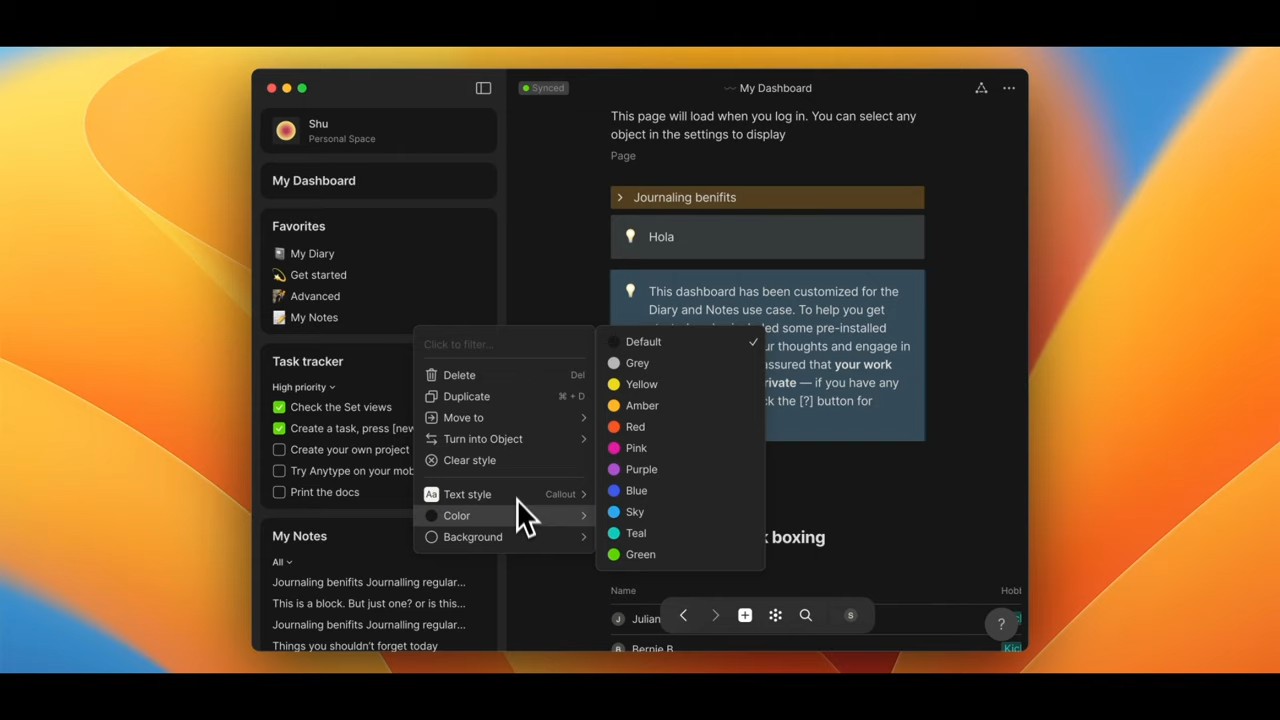 Synced
My Dashboard
Shu
Personal Space
My Dashboard
Favorites
My Diary
Get started
Advanced
My Notes
Task tracker
High priority
Check the Set views
Create a task, press [new
Create your own project
Try Anytype on your mob
Print the docs
My Notes
All
Journaling benifits Journalling regular...
This is a block. But just one? or is this...
Journaling benifits Journalling regular...
Things you shouldn't forget today
This page will load when you log in. You can select any
object in the settings to display
Page
Journaling benifits
Hola
This dashboard has been customized for the
Diary and Notes use case. To help you get
some pre-installed
ur thoughts and engage in
assured that your work
private — if you have any
ck the [?] button for
Click to filter...
Delete Del
Duplicate ⌘ + D
Move to
Turn into Object
Clear style
Aa Text style Callout
Color
Background
Default
Grey
Yellow
Amber
Red
Pink
Purple
Blue
Sky
Teal
Green
k boxing
Name
J Julian
B Bernie B
S
?